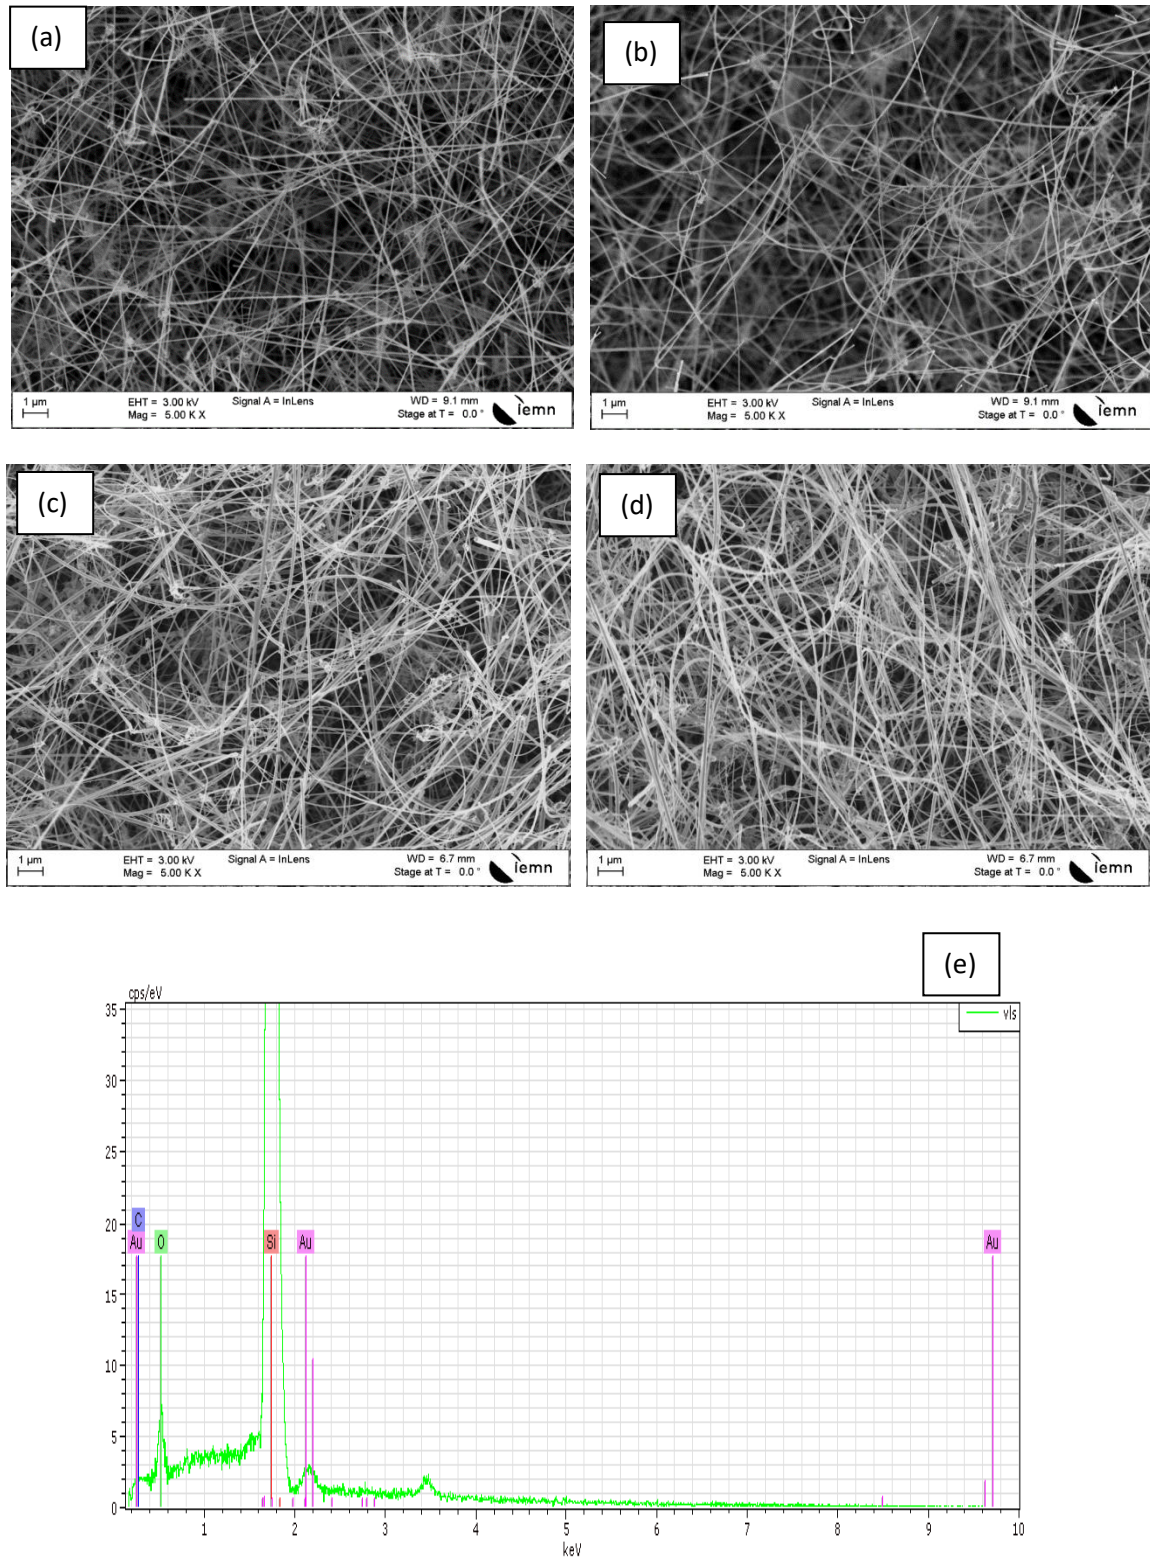 (a)
(b)
1 µm
EHT = 3.00 kV
Signal A = InLens
WD = 9.1 mm
Mag = 5.00 K X
Stage at T = 0.0 °
iemn
1 µm
EHT = 3.00 kV
Signal A = InLens
WD = 9.1 mm
Mag = 5.00 K X
Stage at T = 0.0 °
iemn
(c)
(d)
1 µm
EHT = 3.00 kV
Signal A = InLens
WD = 6.7 mm
Mag = 5.00 K X
Stage at T = 0.0 °
iemn
1 µm
EHT = 3.00 kV
Signal A = InLens
WD = 6.7 mm
Mag = 5.00 K X
Stage at T = 0.0 °
iemn
(e)
cps/eV
vls
35
30
25
20
15
10
5
0
C
Au
O
Si
Au
Au
1 2 3 4 5 6 7 8 9 10
keV